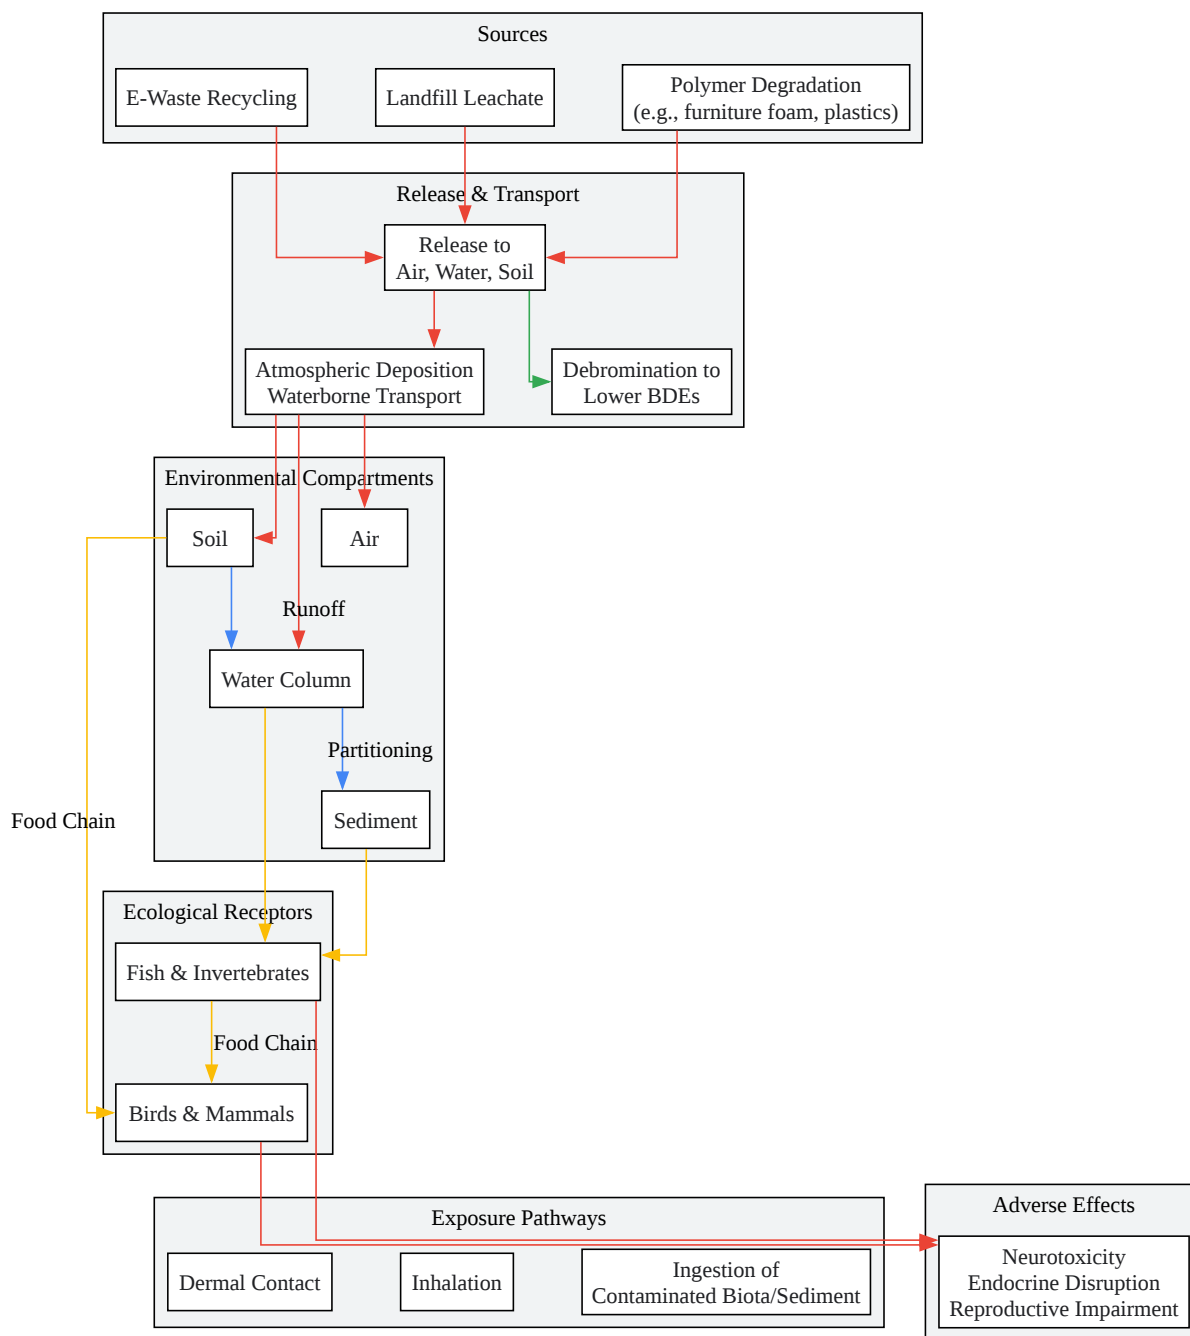 Sources
E-Waste Recycling
Landfill Leachate
Polymer Degradation
(e.g., furniture foam, plastics)
Release & Transport
Release to
Air, Water, Soil
Atmospheric Deposition
Waterborne Transport
Debromination to
Lower BDEs
Environmental Compartments
Soil
Air
Runoff
Water Column
Partitioning
Sediment
Food Chain
Ecological Receptors
Fish & Invertebrates
Food Chain
Birds & Mammals
Exposure Pathways
Dermal Contact
Inhalation
Ingestion of
Contaminated Biota/Sediment
Adverse Effects
Neurotoxicity
Endocrine Disruption
Reproductive Impairment